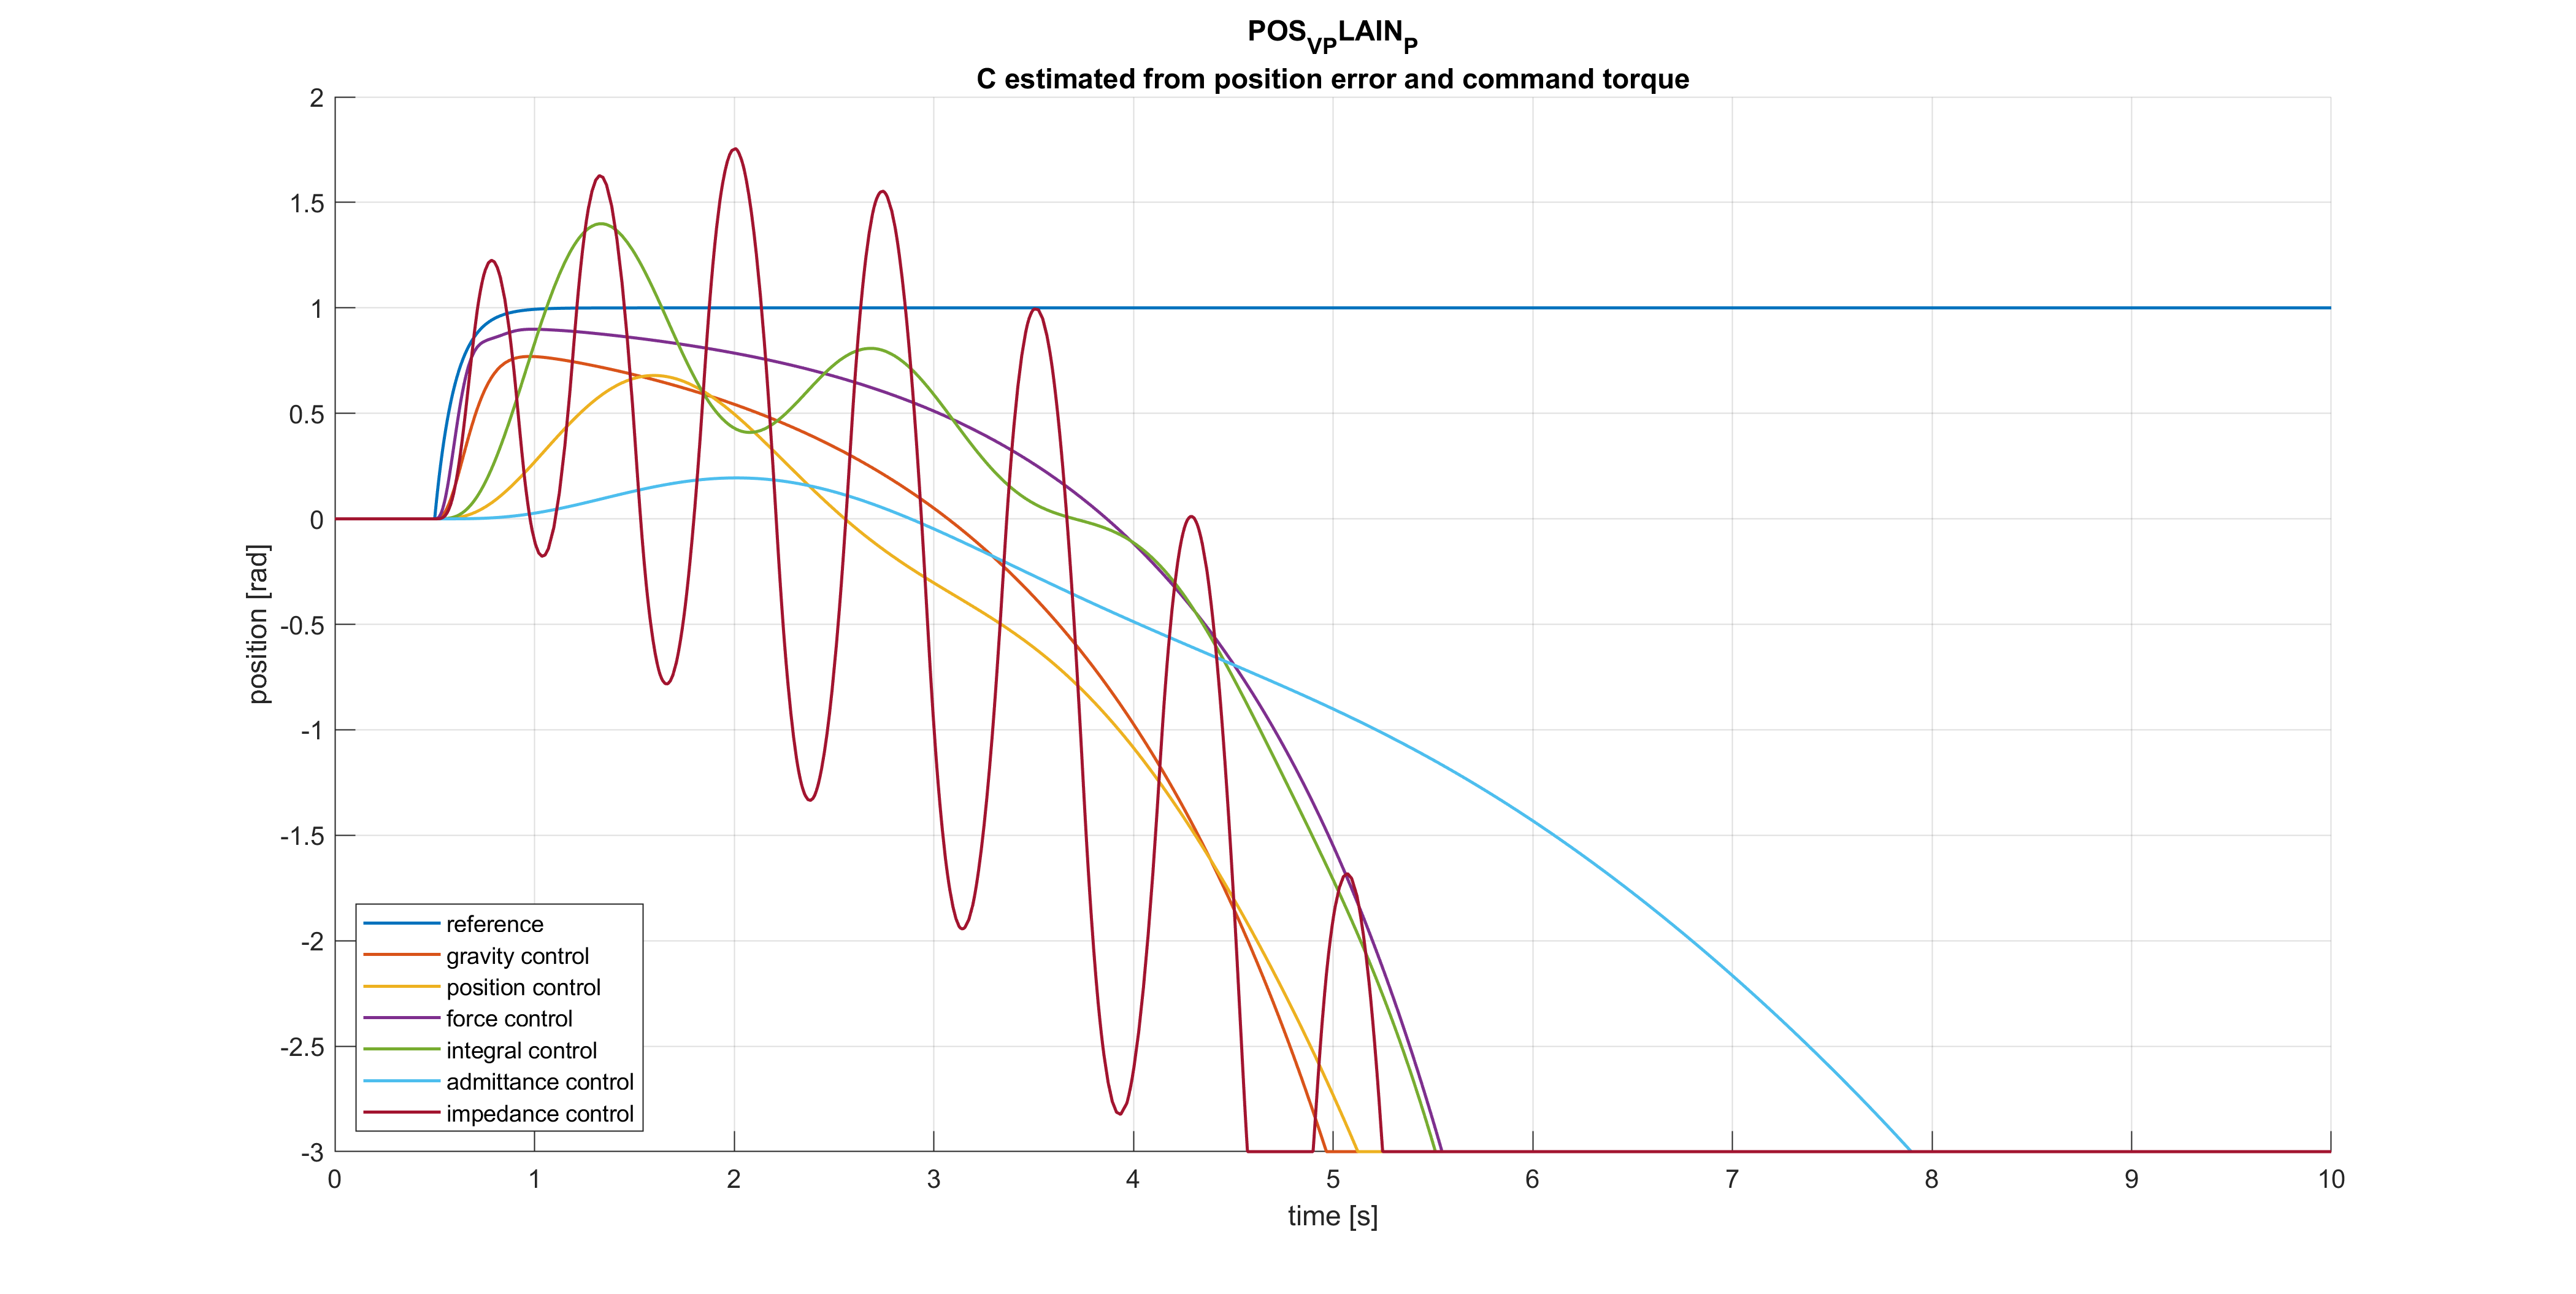 POS_VPLAIN_P
C estimated from position error and command torque
2
1.5
1
0.5
0
-0.5
-1
-1.5
-2
-2.5
-3
position [rad]
reference
gravity control
position control
force control
integral control
admittance control
impedance control
0 1 2 3 4 5 6 7 8 9 10
time [s]